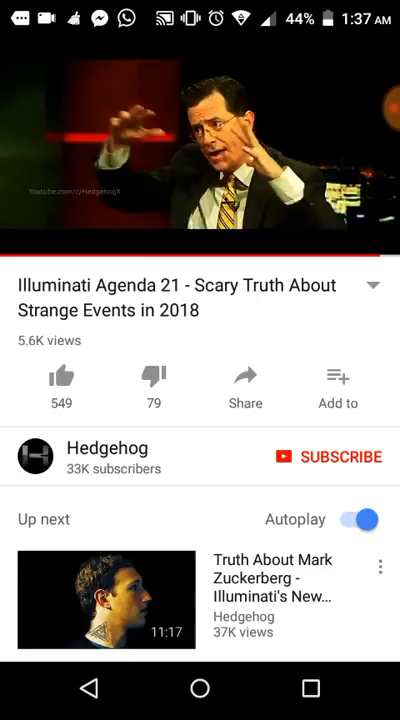 44% 1:37 AM
Youtube.com/c/HedgehogX
Illuminati Agenda 21 - Scary Truth About
Strange Events in 2018
5.6K views
549 79 Share Add to
Hedgehog
33K subscribers
SUBSCRIBE
Up next Autoplay
11:17
Truth About Mark
Zuckerberg -
Illuminati's New...
Hedgehog
37K views